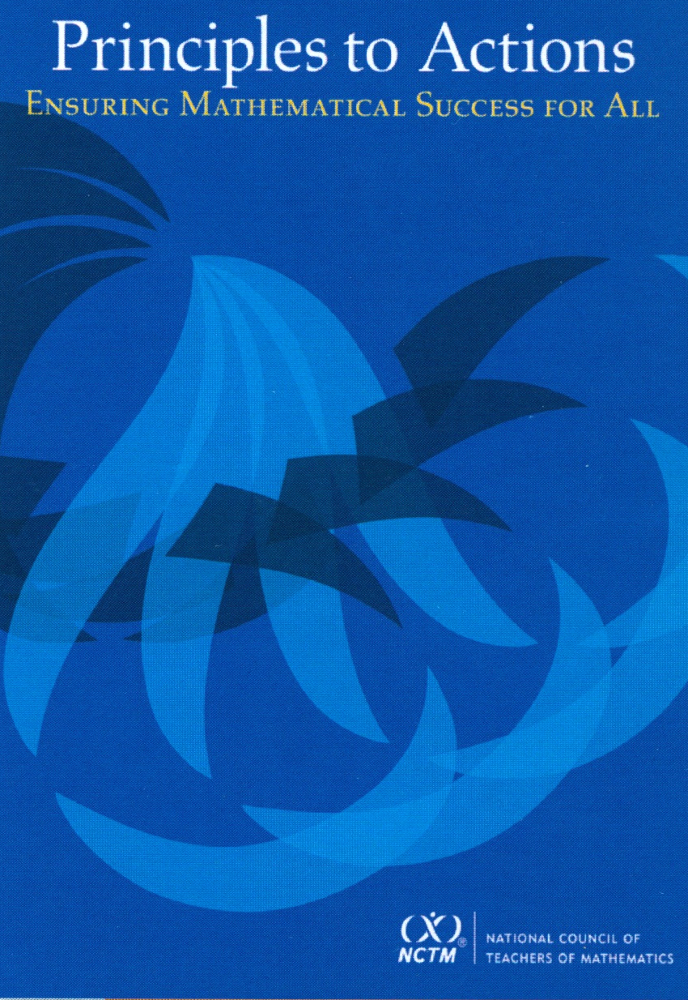 Principles to Actions
ENSURING MATHEMATICAL SUCCESS FOR ALL
(X)®
NCTM
NATIONAL COUNCIL OF
TEACHERS OF MATHEMATICS